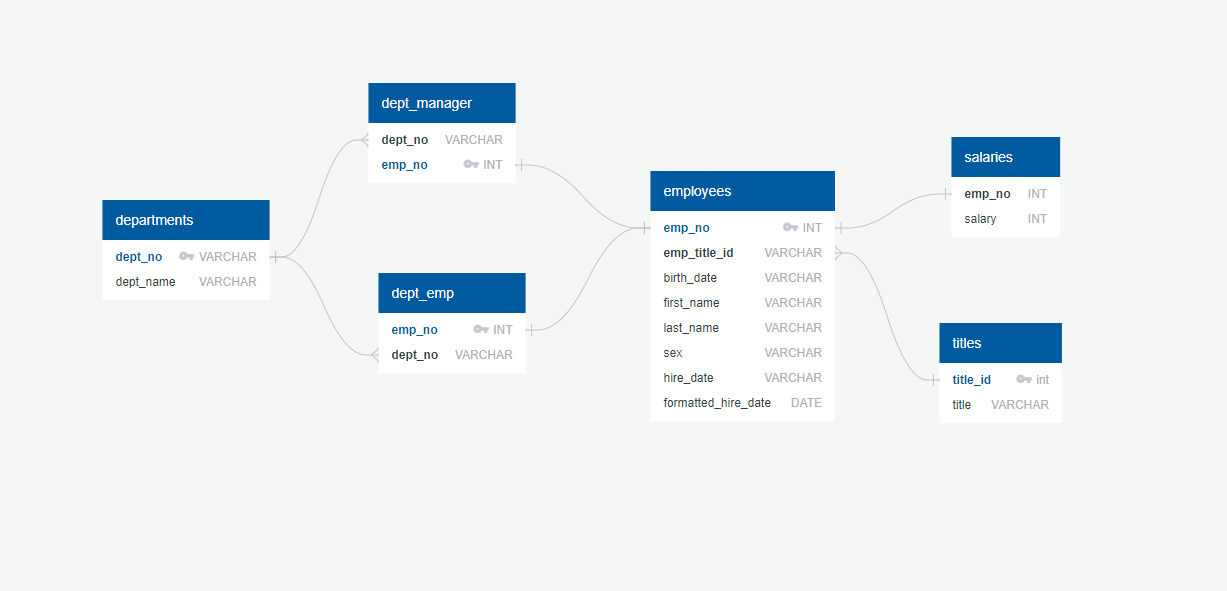 dept_manager
dept_no VARCHAR
emp_no INT
departments
dept_no VARCHAR
dept_name VARCHAR
dept_emp
emp_no INT
dept_no VARCHAR
employees
emp_no INT
emp_title_id VARCHAR
birth_date VARCHAR
first_name VARCHAR
last_name VARCHAR
sex VARCHAR
hire_date VARCHAR
formatted_hire_date DATE
salaries
emp_no INT
salary INT
titles
title_id int
title VARCHAR